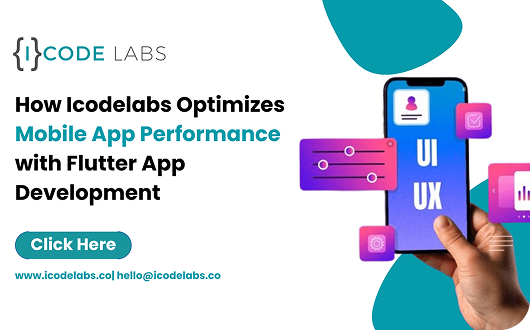 {I}CODE LABS
How Icodelabs Optimizes
Mobile App Performance
with Flutter App
Development
UI
UX
Click Here
www.icodelabs.co| hello@icodelabs.co